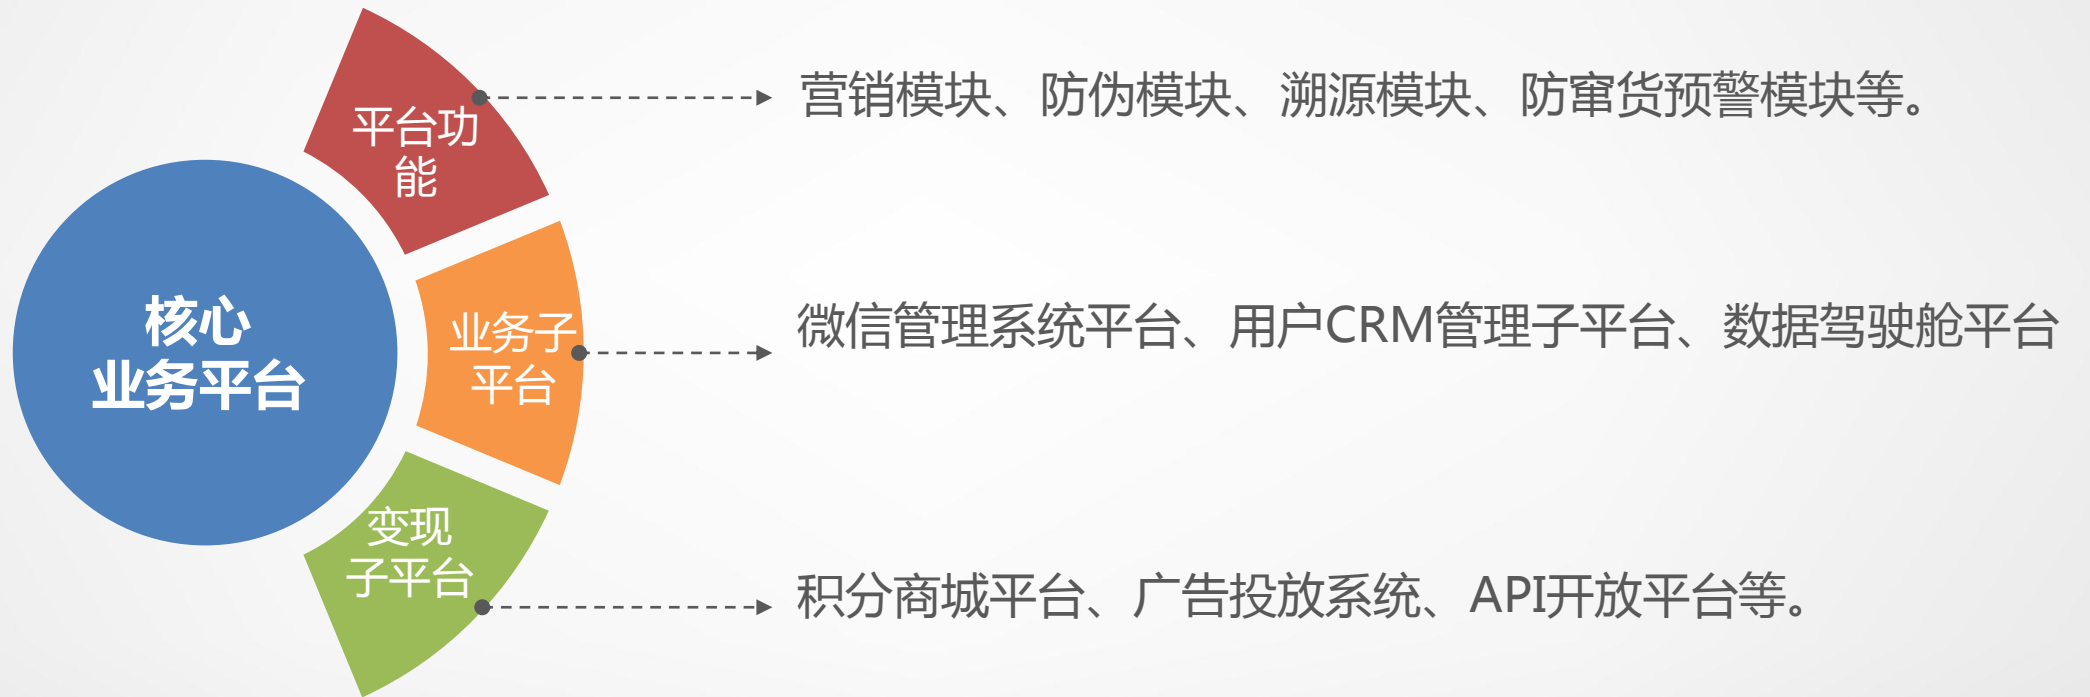 核心
业务平台
平台功
能
营销模块、防伪模块、溯源模块、防窜货预警模块等。
业务子
平台
微信管理系统平台、用户CRM管理子平台、数据驾驶舱平台
变现
子平台
积分商城平台、广告投放系统、API开放平台等。